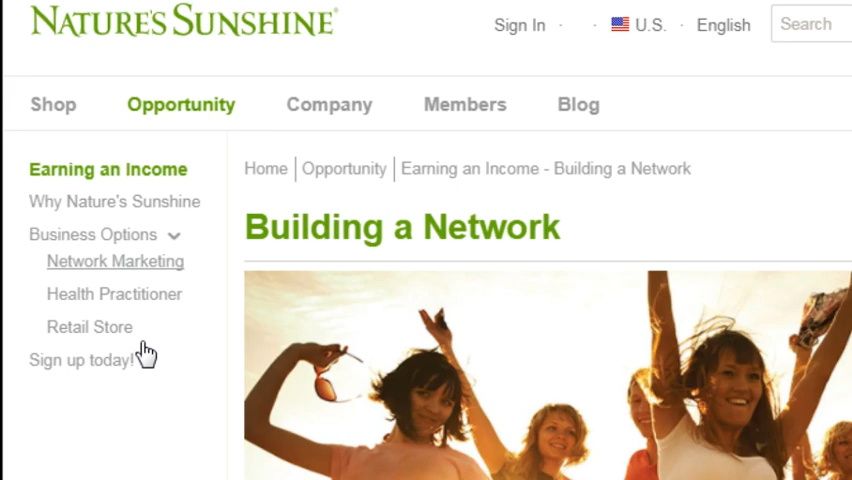 NATURE'S SUNSHINE®
Sign In · · U.S. · English Search
Shop Opportunity Company Members Blog
Earning an Income
Why Nature's Sunshine
Business Options
Network Marketing
Health Practitioner
Retail Store
Sign up today!
Home | Opportunity | Earning an Income - Building a Network
Building a Network